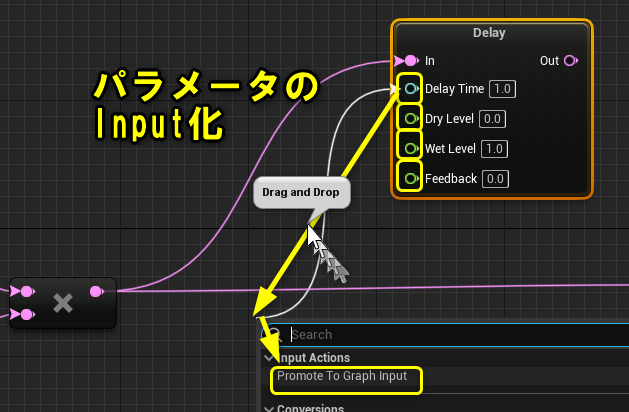 Delay
In
Out
Delay Time 1.0
Dry Level 0.0
Wet Level 1.0
Feedback 0.0
パラメータの
Input化
Drag and Drop
Search
Input Actions
Promote To Graph Input
Conversions